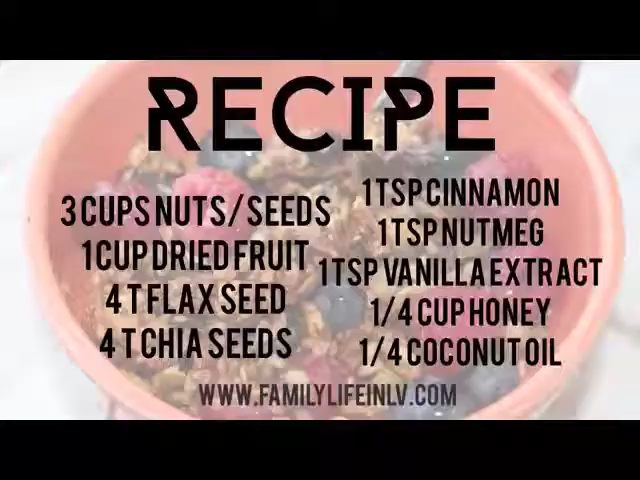 RECIPE
3 CUPS NUTS/SEEDS
1 CUP DRIED FRUIT
4 T FLAX SEED
4 T CHIA SEEDS
1 TSP CINNAMON
1 TSP NUTMEG
1 TSP VANILLA EXTRACT
1/4 CUP HONEY
1/4 COCONUT OIL
WWW.FAMILYLIFEINLV.COM